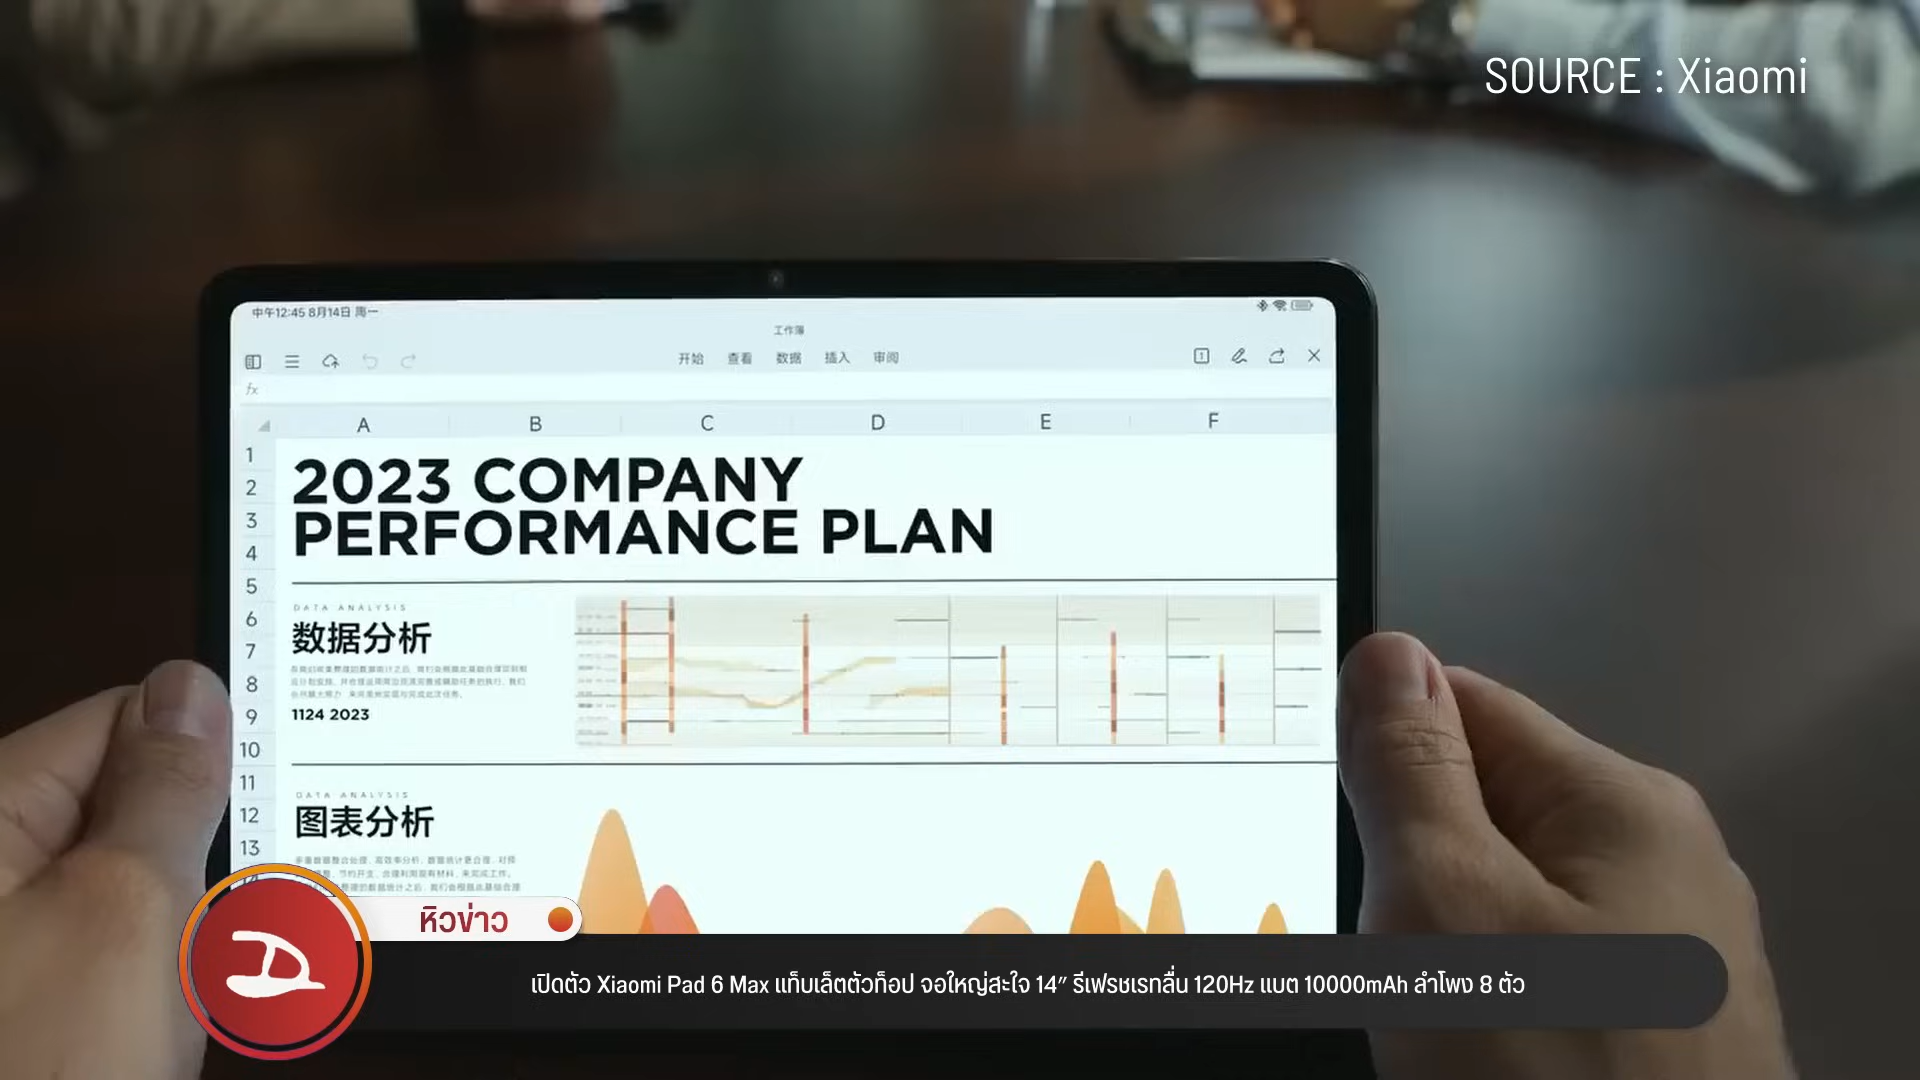 SOURCE : Xiaomi
中午12:45 8月14日 周一
工作簿
开始 查看 数据 插入 审阅
fx
A B C D E F
1
2
3
4
5
6
7
8
9
10
11
12
13
2023 COMPANY
PERFORMANCE PLAN
DATA ANALYSIS
数据分析
1124 2023
DATA ANALYSIS
图表分析
หิวข่าว
เปิดตัว Xiaomi Pad 6 Max แท็บเล็ตตัวท็อป จอใหญ่สะใจ 14″ รีเฟรชเรทลื่น 120Hz แบต 10000mAh ลำโพง 8 ตัว